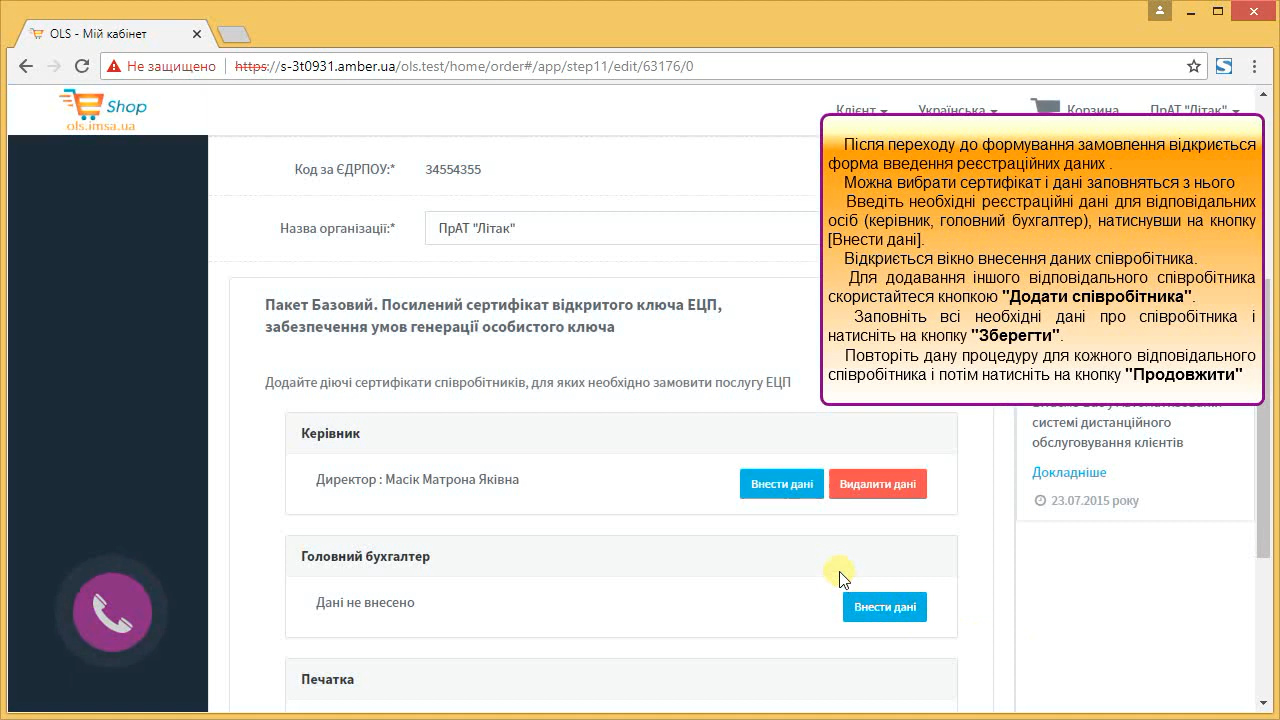 OLS - Мій кабінет
Не защищено
https://s-3t0931.amber.ua/ols.test/home/order#/app/step11/edit/63176/0
Shop
ols.imsa.ua
Клієнт
Українська
Корзина
ПрАТ "Літак"
Код за ЄДРПОУ:*
34554355
Назва організації:*
ПрАТ "Літак"
Після переходу до формування замовлення відкриється
форма введення реєстраційних даних .
Можна вибрати сертифікат і дані заповняться з нього
Введіть необхідні реєстраційні дані для відповідальних
осіб (керівник, головний бухгалтер), натиснувши на кнопку
[Внести дані].
Відкриється вікно внесення даних співробітника.
Для додавання іншого відповідального співробітника
скористайтеся кнопкою "Додати співробітника".
Заповніть всі необхідні дані про співробітника і
натисніть на кнопку "Зберегти".
Повторіть дану процедуру для кожного відповідального
співробітника і потім натисніть на кнопку "Продовжити"
Пакет Базовий. Посилений сертифікат відкритого ключа ЕЦП,
забезпечення умов генерації особистого ключа
Додайте діючі сертифікати співробітників, для яких необхідно замовити послугу ЕЦП
Керівник
Директор : Масік Матрона Яківна
Внести дані
Видалити дані
Головний бухгалтер
Дані не внесено
Внести дані
Печатка
системі дистанційного
обслуговування клієнтів
Докладніше
23.07.2015 року